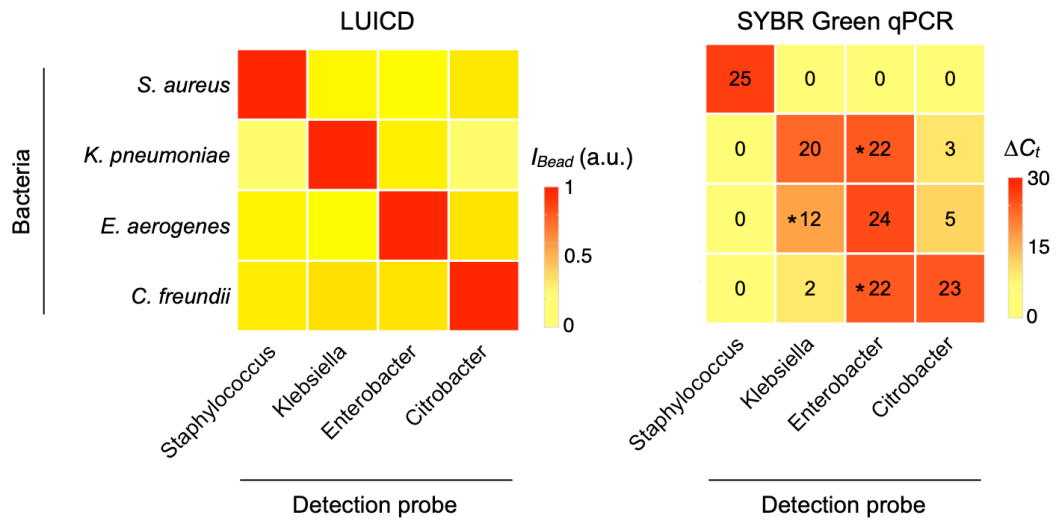 LUICD
SYBR Green qPCR
Bacteria
S. aureus
K. pneumoniae
E. aerogenes
C. freundii
I_Bead (a.u.)
1
0.5
0
Staphylococcus
Klebsiella
Enterobacter
Citrobacter
Detection probe
25 0 0 0
0 20 *22 3
0 *12 24 5
0 2 *22 23
ΔC_t
30
15
0
Staphylococcus
Klebsiella
Enterobacter
Citrobacter
Detection probe